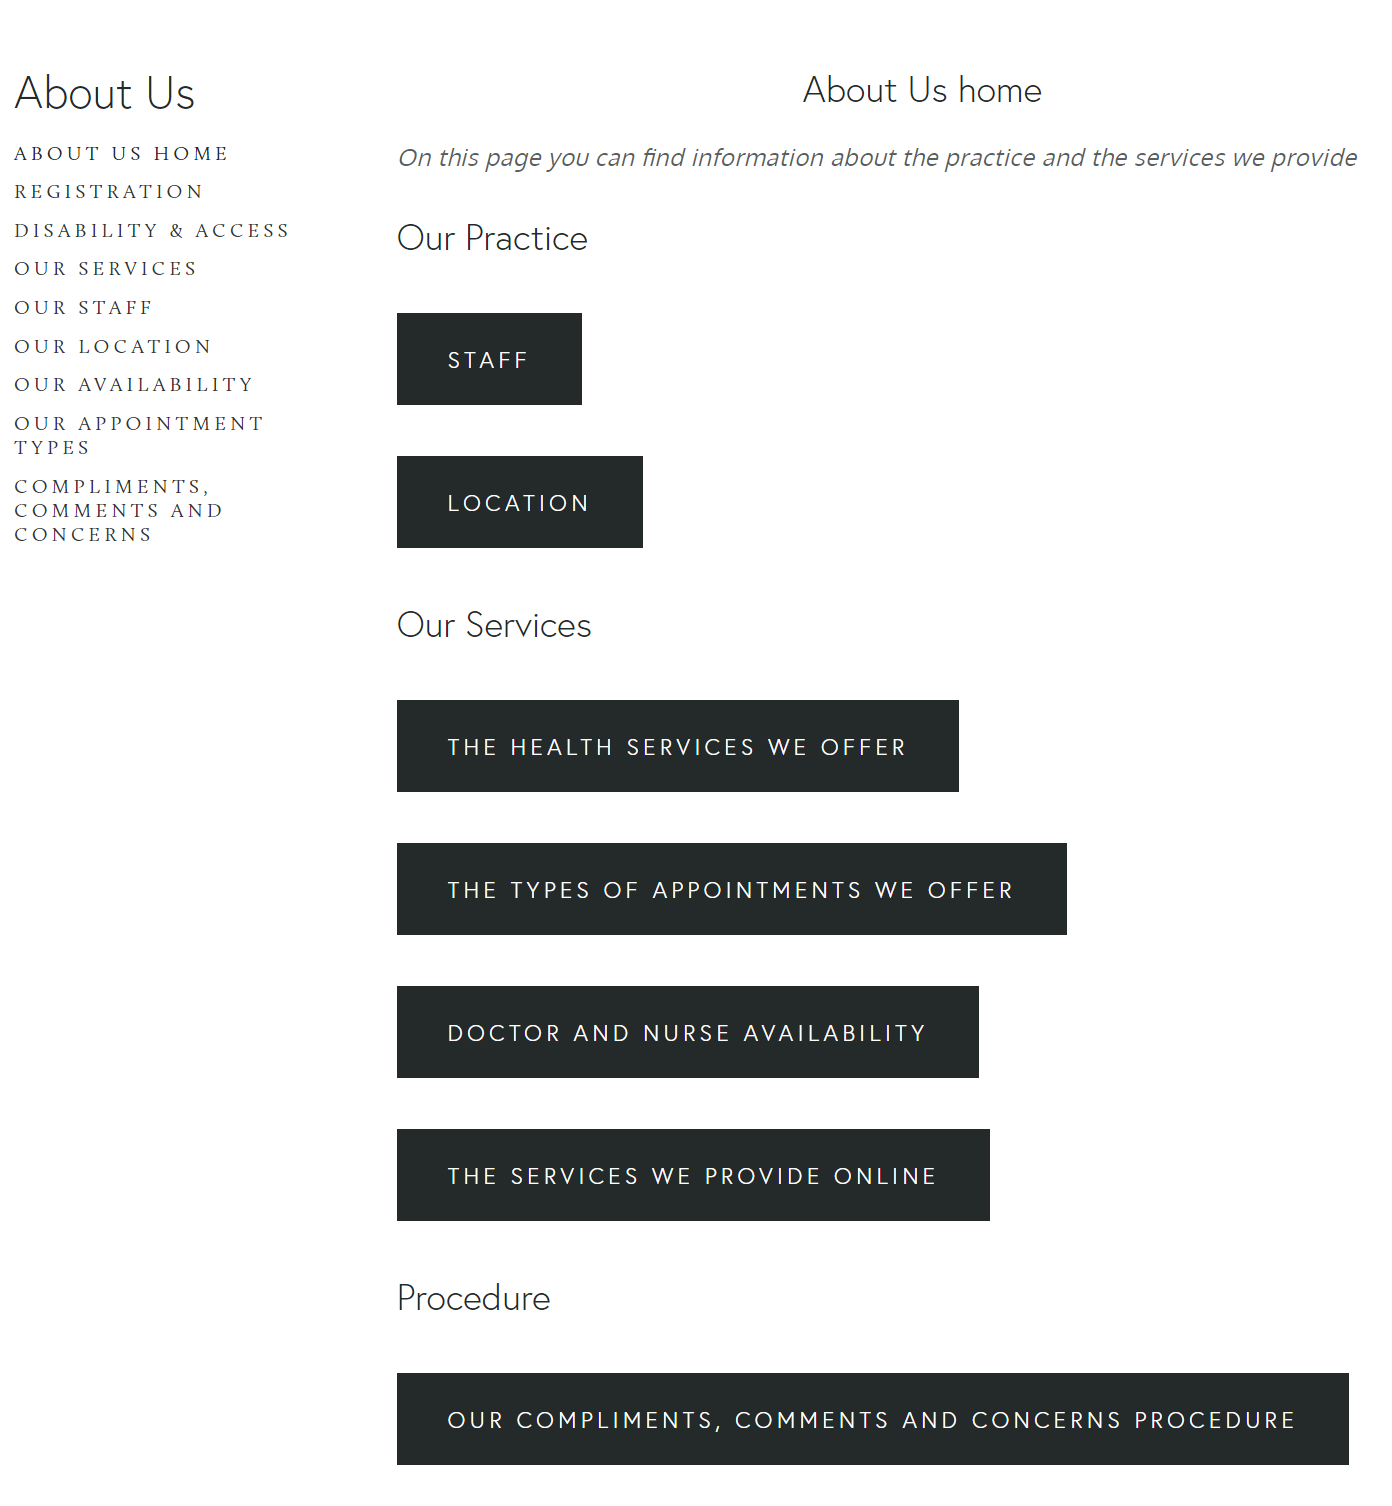 About Us
ABOUT US HOME
REGISTRATION
DISABILITY & ACCESS
OUR SERVICES
OUR STAFF
OUR LOCATION
OUR AVAILABILITY
OUR APPOINTMENT
TYPES
COMPLIMENTS,
COMMENTS AND
CONCERNS
About Us home
On this page you can find information about the practice and the services we provide
Our Practice
STAFF
LOCATION
Our Services
THE HEALTH SERVICES WE OFFER
THE TYPES OF APPOINTMENTS WE OFFER
DOCTOR AND NURSE AVAILABILITY
THE SERVICES WE PROVIDE ONLINE
Procedure
OUR COMPLIMENTS, COMMENTS AND CONCERNS PROCEDURE